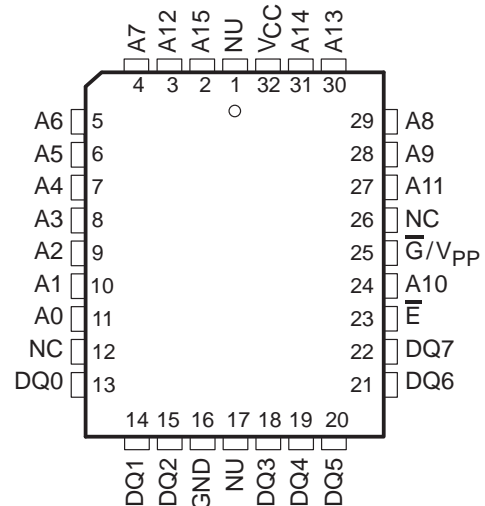 A7 A12 A15 NU VCC A14 A13
4 3 2 1 32 31 30
A6 5 29 A8
A5 6 28 A9
A4 7 27 A11
A3 8 26 NC
A2 9 25 G̅/VPP
A1 10 24 A10
A0 11 23 E̅
NC 12 22 DQ7
DQ0 13 21 DQ6
14 15 16 17 18 19 20
DQ1 DQ2 GND NU DQ3 DQ4 DQ5